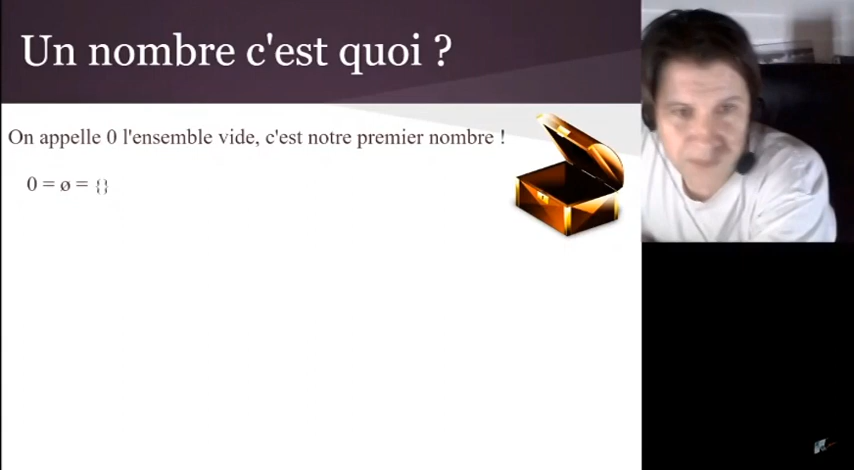 Un nombre c'est quoi ?
On appelle 0 l'ensemble vide, c'est notre premier nombre !
0 = ø = {}